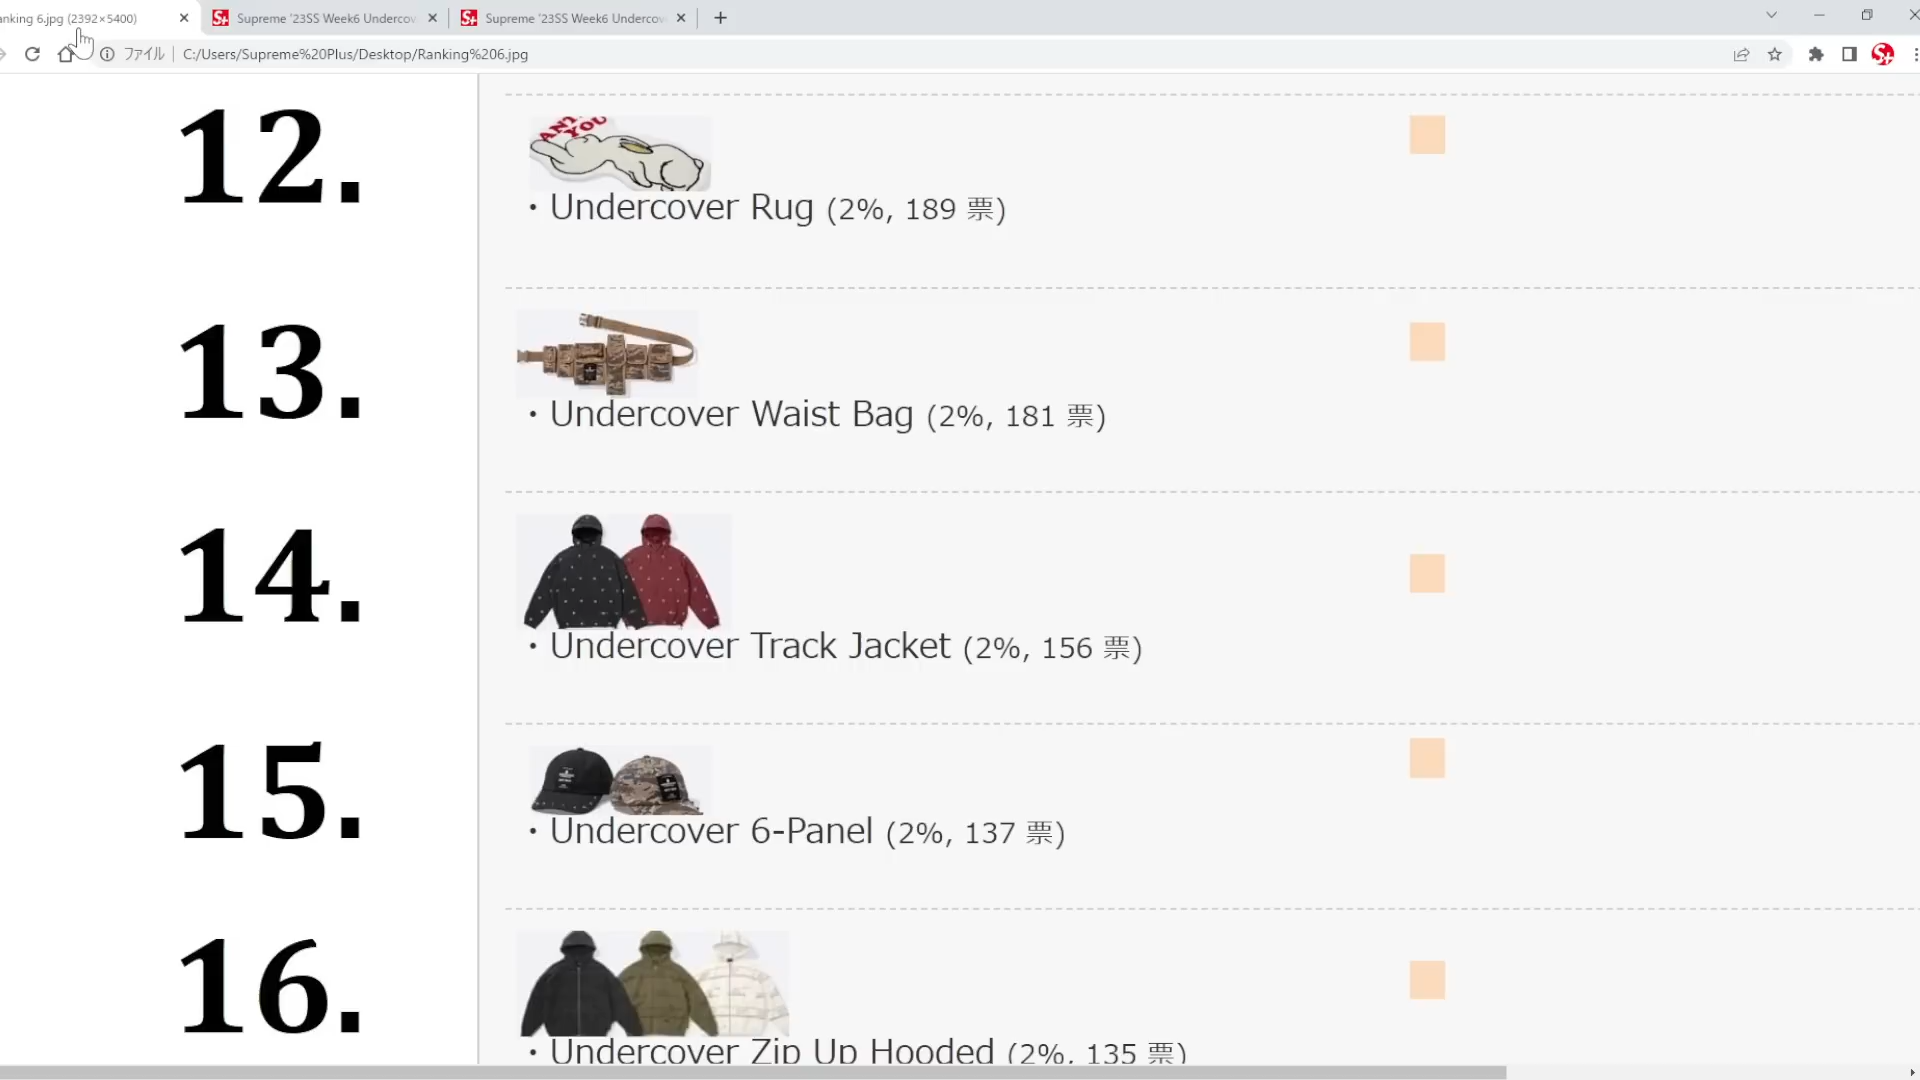 anking 6.jpg (2392×5400)
Supreme '23SS Week6 Undercov
Supreme '23SS Week6 Undercov
ファイル
C:/Users/Supreme%20Plus/Desktop/Ranking%206.jpg
12.
YOU
・Undercover Rug (2%, 189 票)
13.
・Undercover Waist Bag (2%, 181 票)
14.
・Undercover Track Jacket (2%, 156 票)
15.
・Undercover 6-Panel (2%, 137 票)
16.
・Undercover Zip Up Hooded (2%, 135 票)